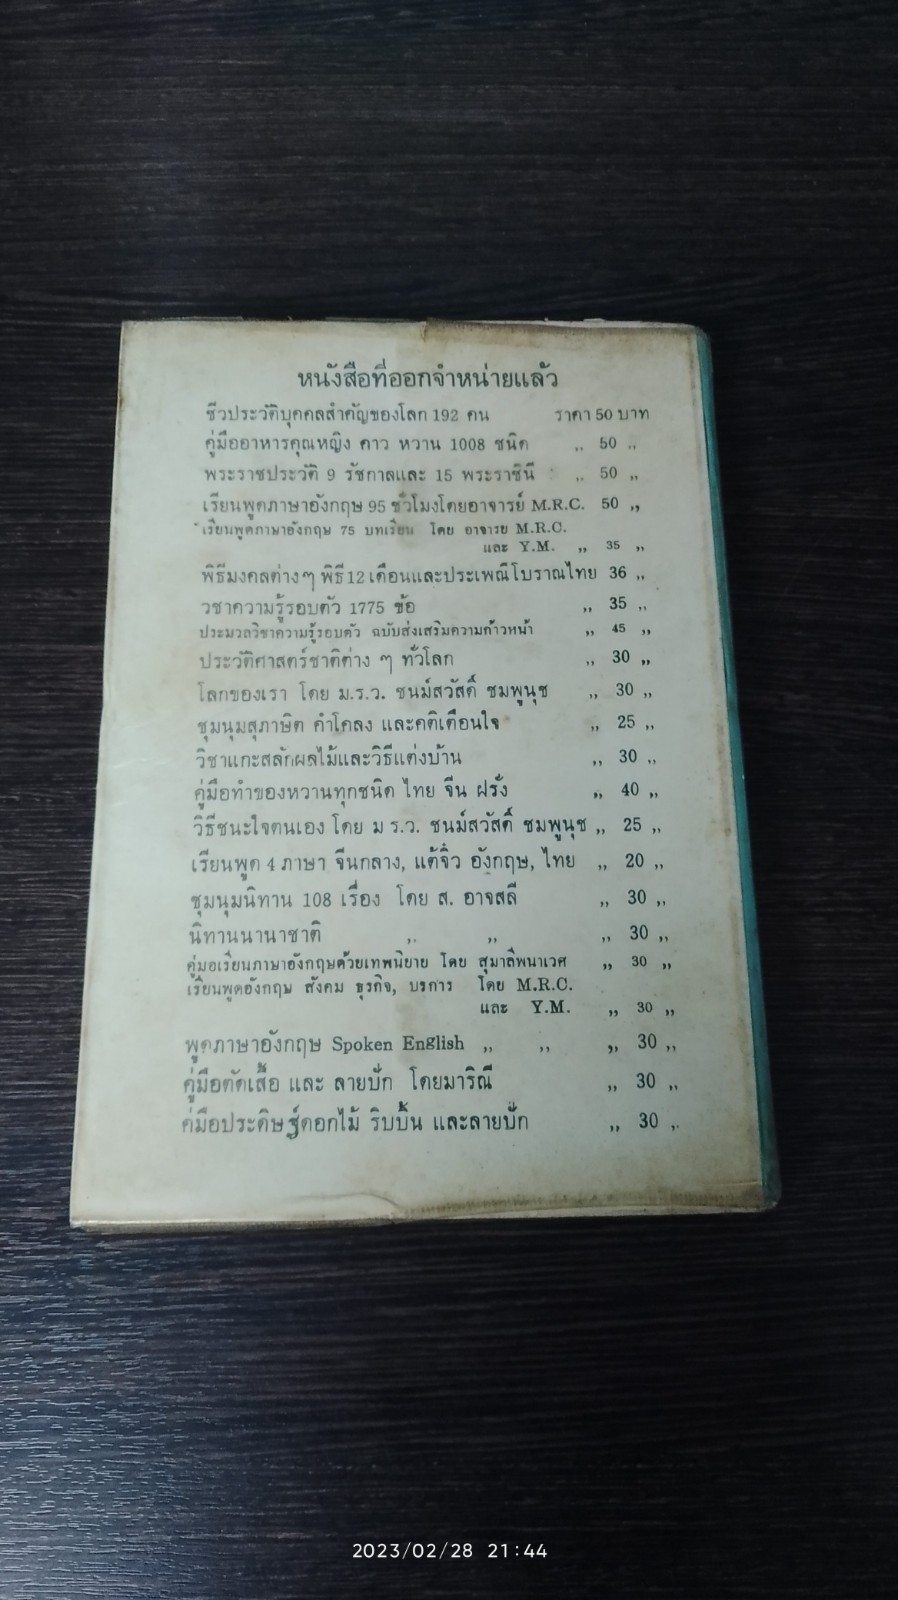 หนังสือที่ออกจำหน่ายแล้ว
ชีวประวัติบุคคลสำคัญของโลก 192 คน ราคา 50 บาท
คู่มืออาหารคุณหญิง คาว หวาน 1008 ชนิด ,, 50 ,,
พระราชประวัติ 9 รัชกาลและ 15 พระราชินี ,, 50 ,,
เรียนพูดภาษาอังกฤษ 95 ชั่วโมงโดยอาจารย์ M.R.C. 50 ,,
เรียนพูดภาษาอังกฤษ 75 บทเรียน โดย อาจารย์ M.R.C.
และ Y.M. ,, 35 ,,
พิธีมงคลต่างๆ พิธี 12 เดือนและประเพณีโบราณไทย 36 ,,
วิชาความรู้รอบตัว 1775 ข้อ ,, 35 ,,
ประมวลวิชาความรู้รอบตัว ฉบับส่งเสริมความก้าวหน้า ,, 45 ,,
ประวัติศาสตร์ชาติต่าง ๆ ทั่วโลก ,, 30 ,,
โลกของเรา โดย ม.ร.ว. ชนม์สวัสดิ์ ชมพูนุช ,, 30 ,,
ชุมนุมสุภาษิต คำโคลง และคติเตือนใจ ,, 25 ,,
วิชาแกะสลักผลไม้และวิธีแต่งบ้าน ,, 30 ,,
คู่มือทำของหวานทุกชนิด ไทย จีน ฝรั่ง ,, 40 ,,
วิธีชนะใจตนเอง โดย ม ร.ว. ชนม์สวัสดิ์ ชมพูนุช ,, 25 ,,
เรียนพูด 4 ภาษา จีนกลาง, แต้จิ๋ว อังกฤษ, ไทย ,, 20 ,,
ชุมนุมนิทาน 108 เรื่อง โดย ส. อาจสลี ,, 30 ,,
นิทานนานาชาติ ,, ,, ,, 30 ,,
คู่มือเรียนภาษาอังกฤษด้วยเทพนิยาย โดย สุมาลีพนาเวศ ,, 30 ,,
เรียนพูดอังกฤษ สังคม ธุรกิจ, บริการ โดย M.R.C.
และ Y.M. ,, 30 ,,
พูดภาษาอังกฤษ Spoken English ,, ,, ,, 30 ,,
คู่มือตัดเสื้อ และ ลายปัก โดยมาริณี ,, 30 ,,
คู่มือประดิษฐ์ดอกไม้ ริบบิ้น และลายปัก ,, 30 ,,
2023/02/28 21:44